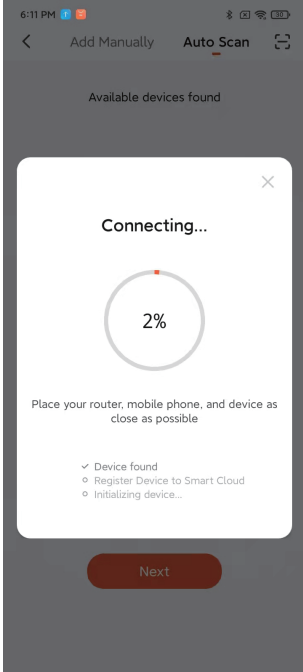 6:11 PM
30
Add Manually
Auto Scan
Available devices found
Connecting...
2%
Place your router, mobile phone, and device as
close as possible
Device found
Register Device to Smart Cloud
Initializing device...
Next